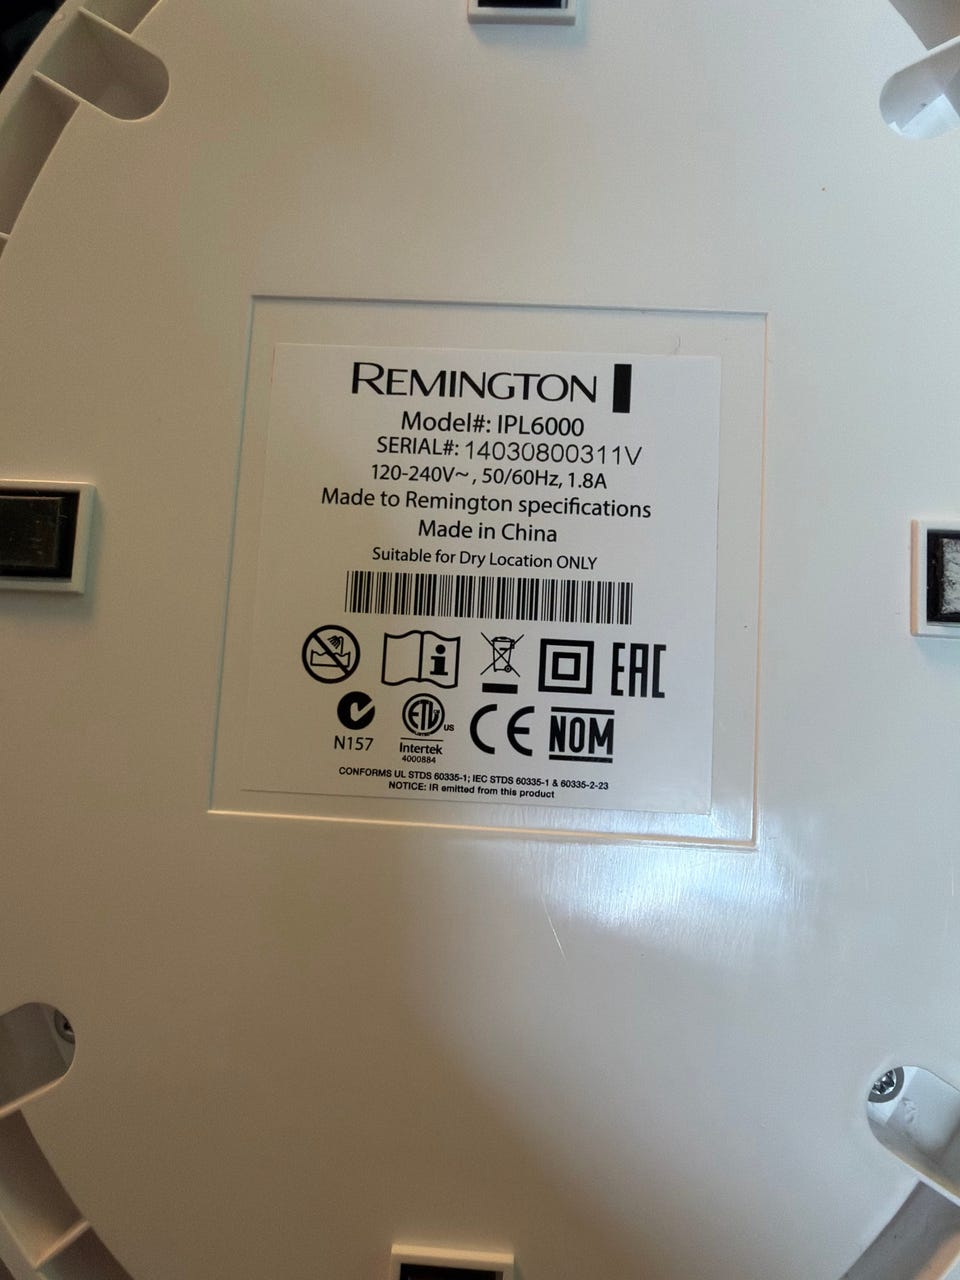 REMINGTON
Model#: IPL6000
SERIAL#: 14030800311V
120-240V~, 50/60Hz, 1.8A
Made to Remington specifications
Made in China
Suitable for Dry Location ONLY
i EAC
N157 ETL US Intertek 4000884 CE NOM
CONFORMS UL STDS 60335-1; IEC STDS 60335-1 & 60335-2-23
NOTICE: IR emitted from this product